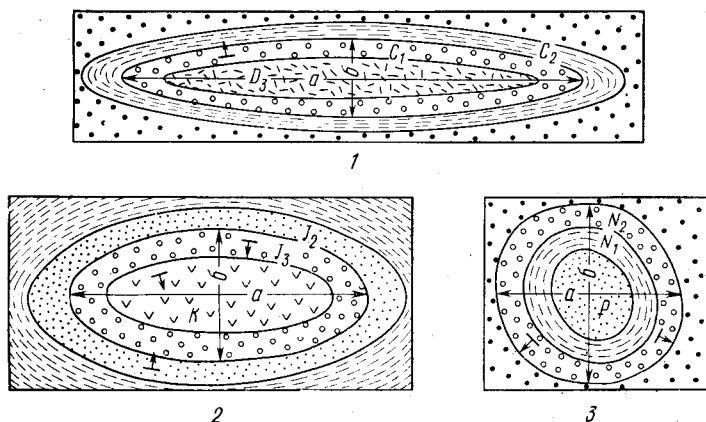 D₃ а б C₁ C₂
1
К а б J₃ J₂
2
а б P N₁ N₂
3